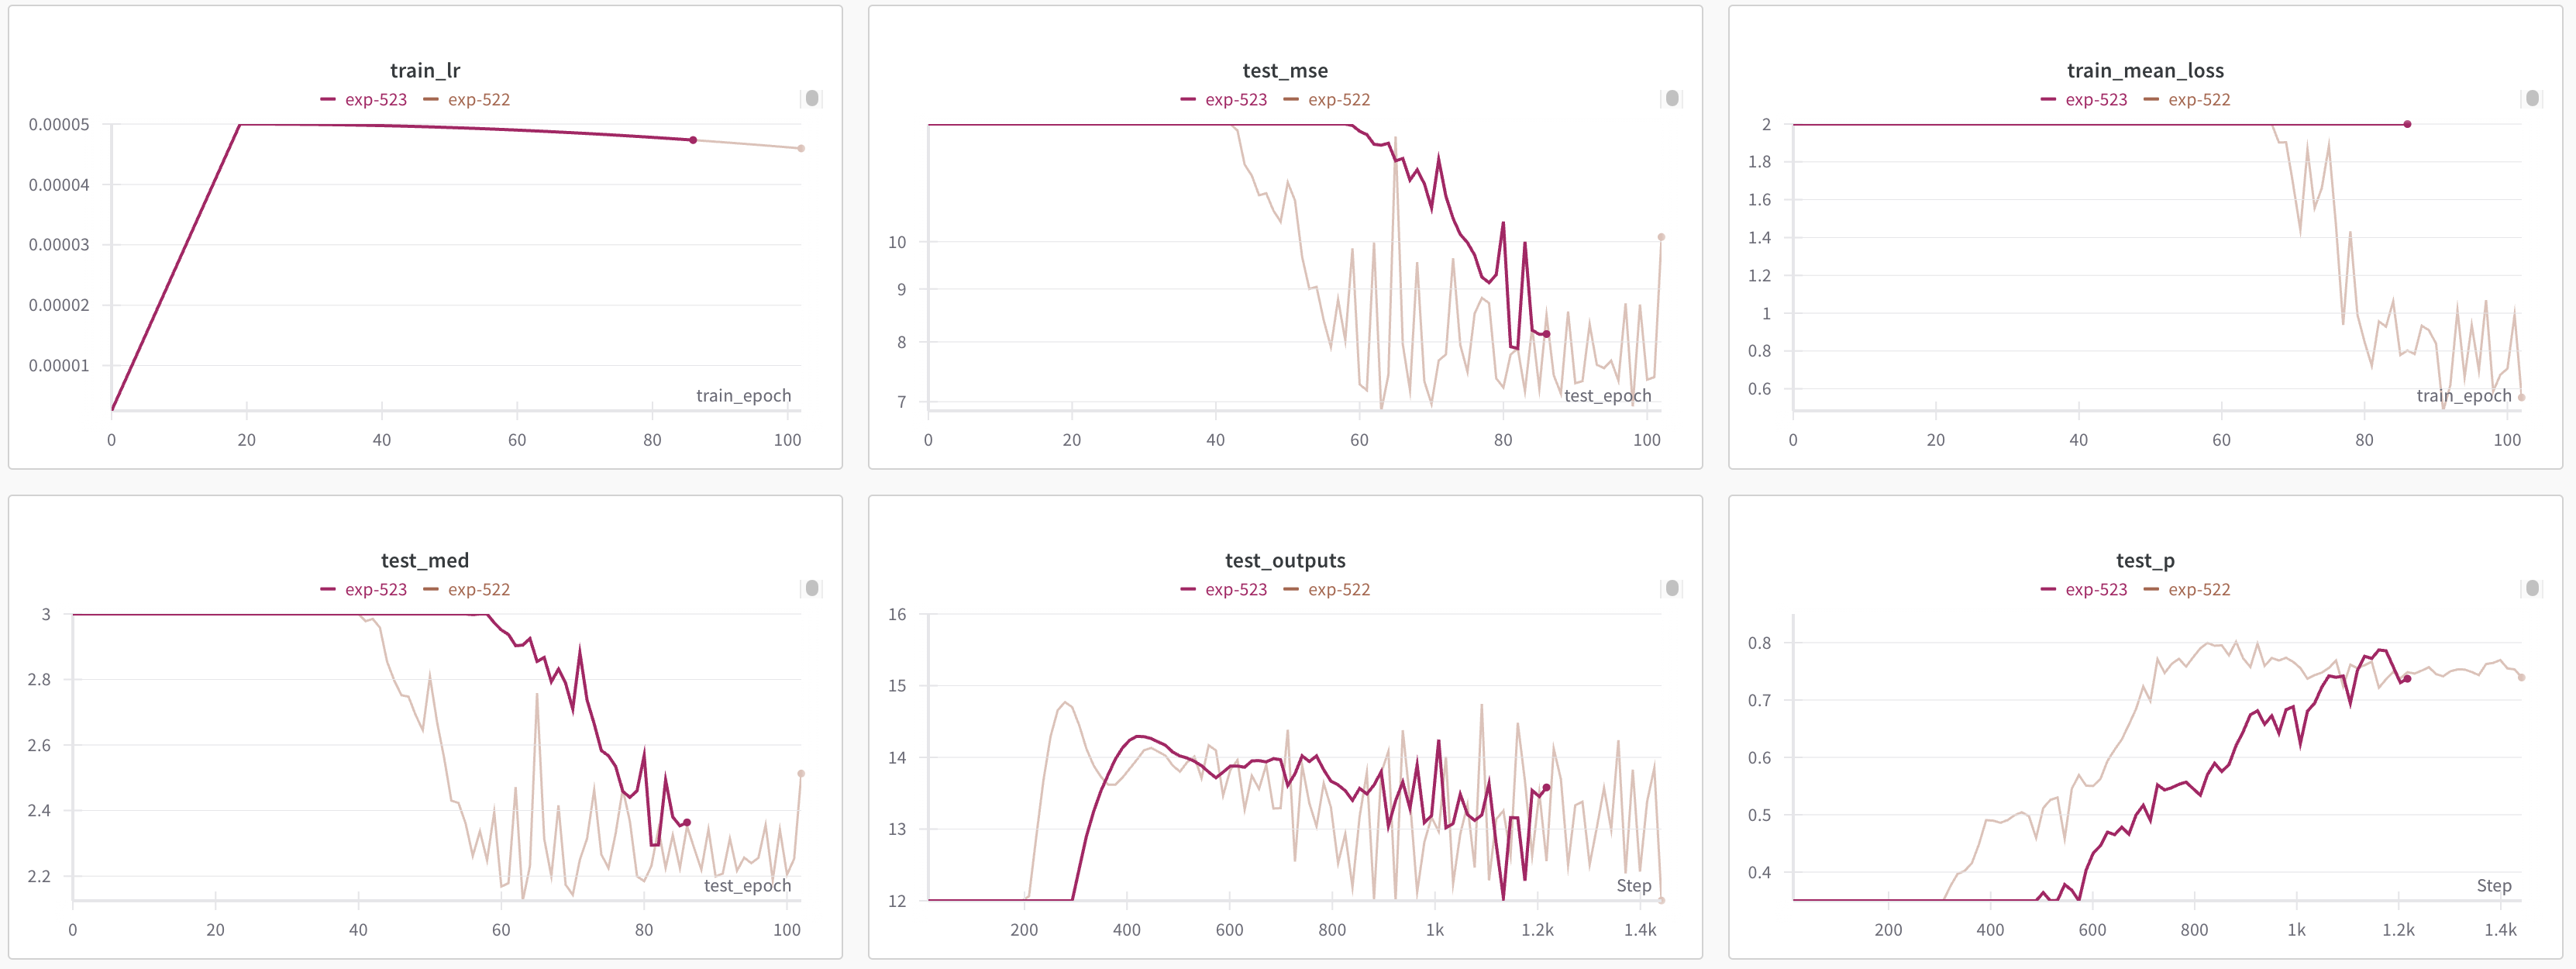 train_lr
exp-523 exp-522
0.00005
0.00004
0.00003
0.00002
0.00001
train_epoch
0 20 40 60 80 100
test_mse
exp-523 exp-522
10
9
8
7
test_epoch
0 20 40 60 80 100
train_mean_loss
exp-523 exp-522
2
1.8
1.6
1.4
1.2
1
0.8
0.6
train_epoch
0 20 40 60 80 100
test_med
exp-523 exp-522
3
2.8
2.6
2.4
2.2
test_epoch
0 20 40 60 80 100
test_outputs
exp-523 exp-522
16
15
14
13
12
Step
200 400 600 800 1k 1.2k 1.4k
test_p
exp-523 exp-522
0.8
0.7
0.6
0.5
0.4
Step
200 400 600 800 1k 1.2k 1.4k